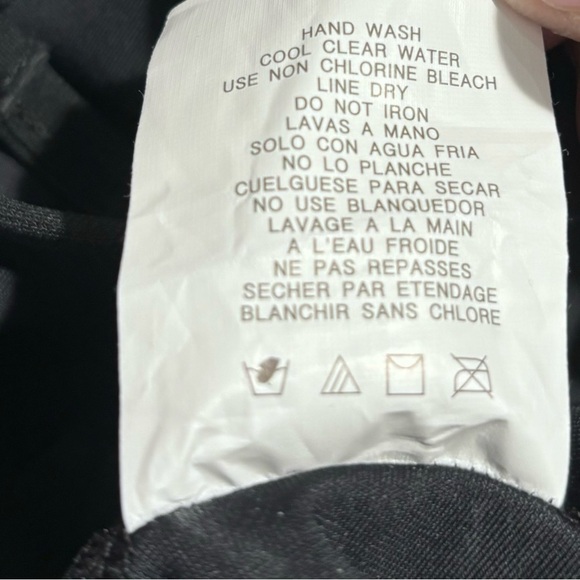 HAND WASH
COOL CLEAR WATER
USE NON CHLORINE BLEACH
LINE DRY
DO NOT IRON
LAVAS A MANO
SOLO CON AGUA FRIA
NO LO PLANCHE
CUELGUESE PARA SECAR
NO USE BLANQUEDOR
LAVAGE A LA MAIN
A L'EAU FROIDE
NE PAS REPASSES
SECHER PAR ETENDAGE
BLANCHIR SANS CHLORE